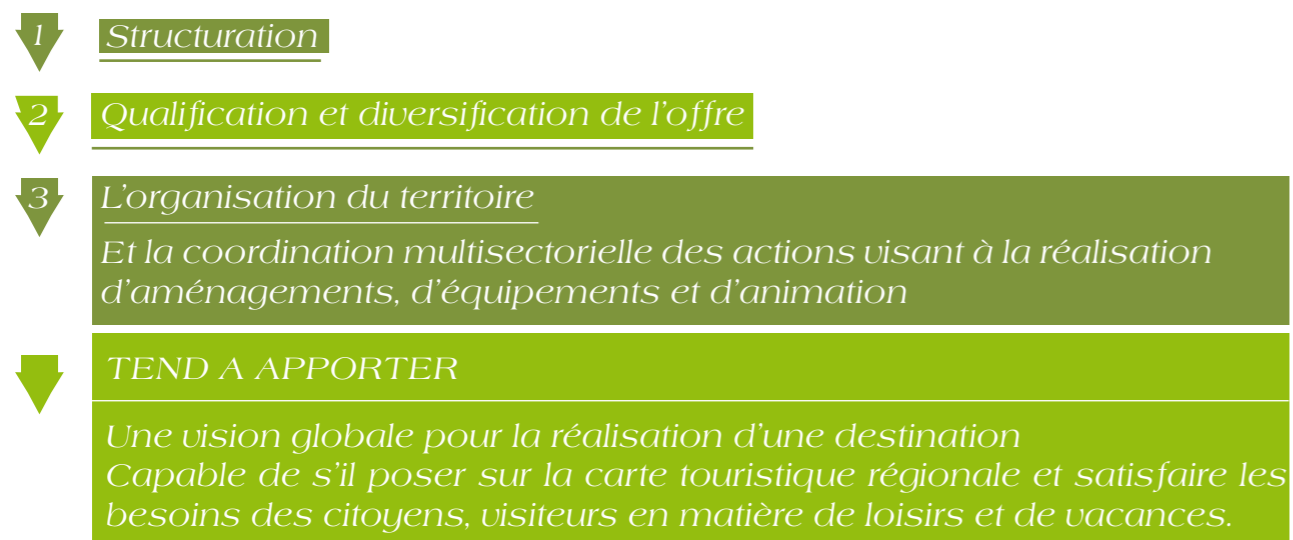 1 Structuration
2 Qualification et diversification de l'offre
3 L'organisation du territoire
Et la coordination multisectorielle des actions visant à la réalisation
d'aménagements, d'équipements et d'animation
TEND A APPORTER
Une vision globale pour la réalisation d'une destination
Capable de s'il poser sur la carte touristique régionale et satisfaire les
besoins des citoyens, visiteurs en matière de loisirs et de vacances.